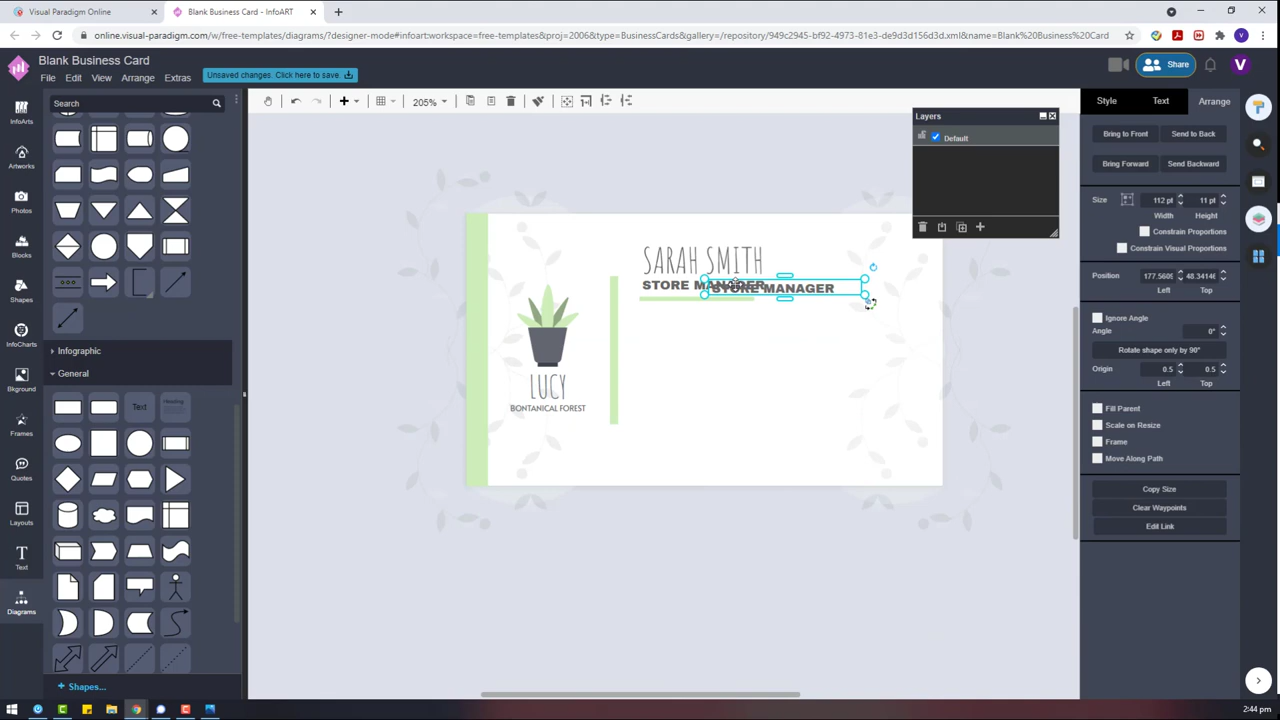 Visual Paradigm Online
Blank Business Card - InfoART
online.visual-paradigm.com/w/free-templates/diagrams/?designer-mode#infoart:workspace=free-templates&proj=2006&type=BusinessCards&gallery=/repository/949c2945-bf92-4973-81e3-de9d3d156d3d.xml&name=Blank%20Business%20Card
Blank Business Card
File Edit View Arrange Extras
Unsaved changes. Click here to save.
Share
V
Search
205%
Layers
Default
Style Text Arrange
Bring to Front Send to Back
Bring Forward Send Backward
Size 112 pt 11 pt
Width Height
Constrain Proportions
Constrain Visual Proportions
Position 177.5609 48.34146
Left Top
Ignore Angle
Angle 0°
Rotate shape only by 90°
Origin 0.5 0.5
Left Top
Fill Parent
Scale on Resize
Frame
Move Along Path
Copy Size
Clear Waypoints
Edit Link
InfoArts
Artworks
Photos
Blocks
Shapes
InfoCharts
Bkground
Frames
Quotes
Layouts
Text
Diagrams
Infographic
General
Text
Heading
+ Shapes...
SARAH SMITH
STORE MANAGER
STORE MANAGER
LUCY
BONTANICAL FOREST
2:44 pm